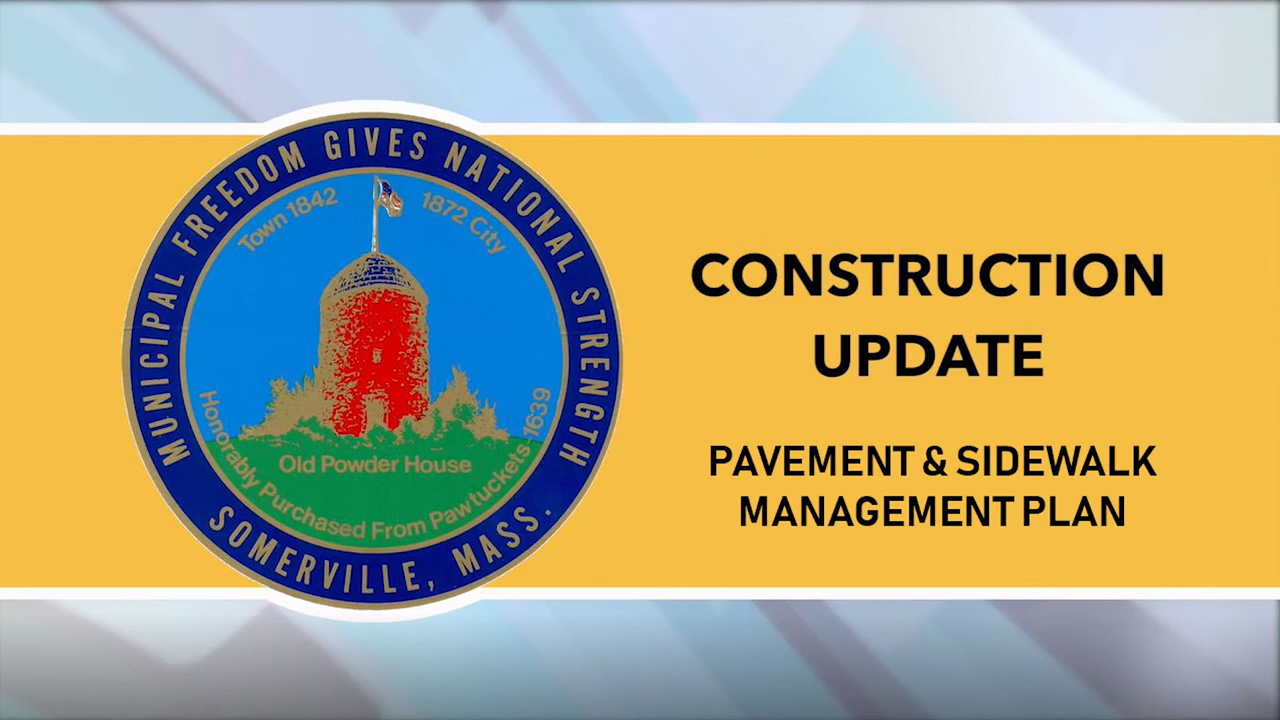 MUNICIPAL FREEDOM GIVES NATIONAL STRENGTH
Town 1842
1872 City
Old Powder House
Honorably Purchased From Pawtuckets 1639
SOMERVILLE, MASS.
CONSTRUCTION
UPDATE
PAVEMENT & SIDEWALK
MANAGEMENT PLAN